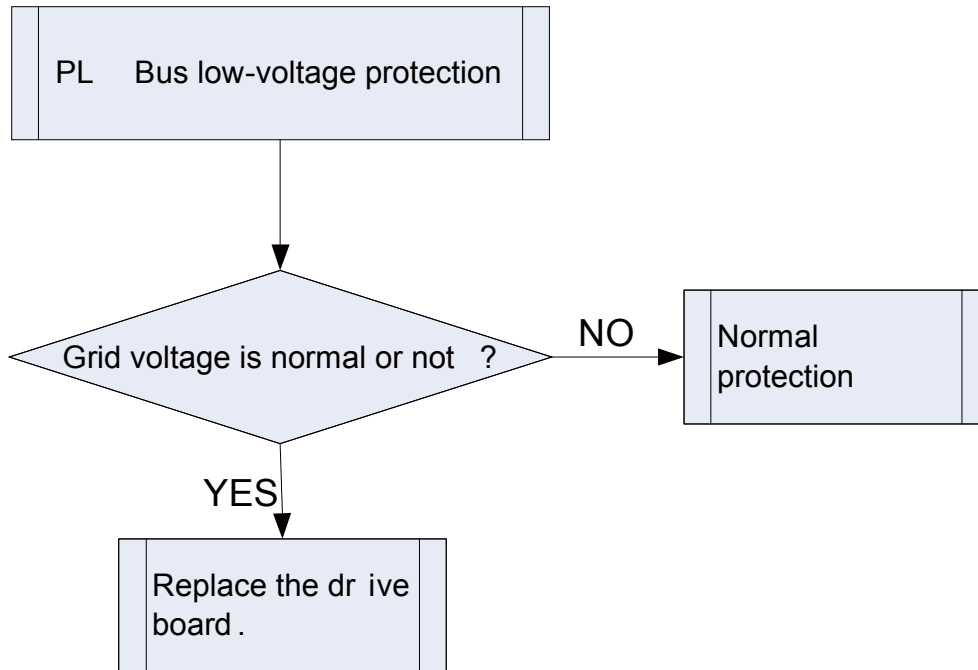 PL Bus low-voltage protection
Grid voltage is normal or not ?
NO
Normal
protection
YES
Replace the dr ive
board .